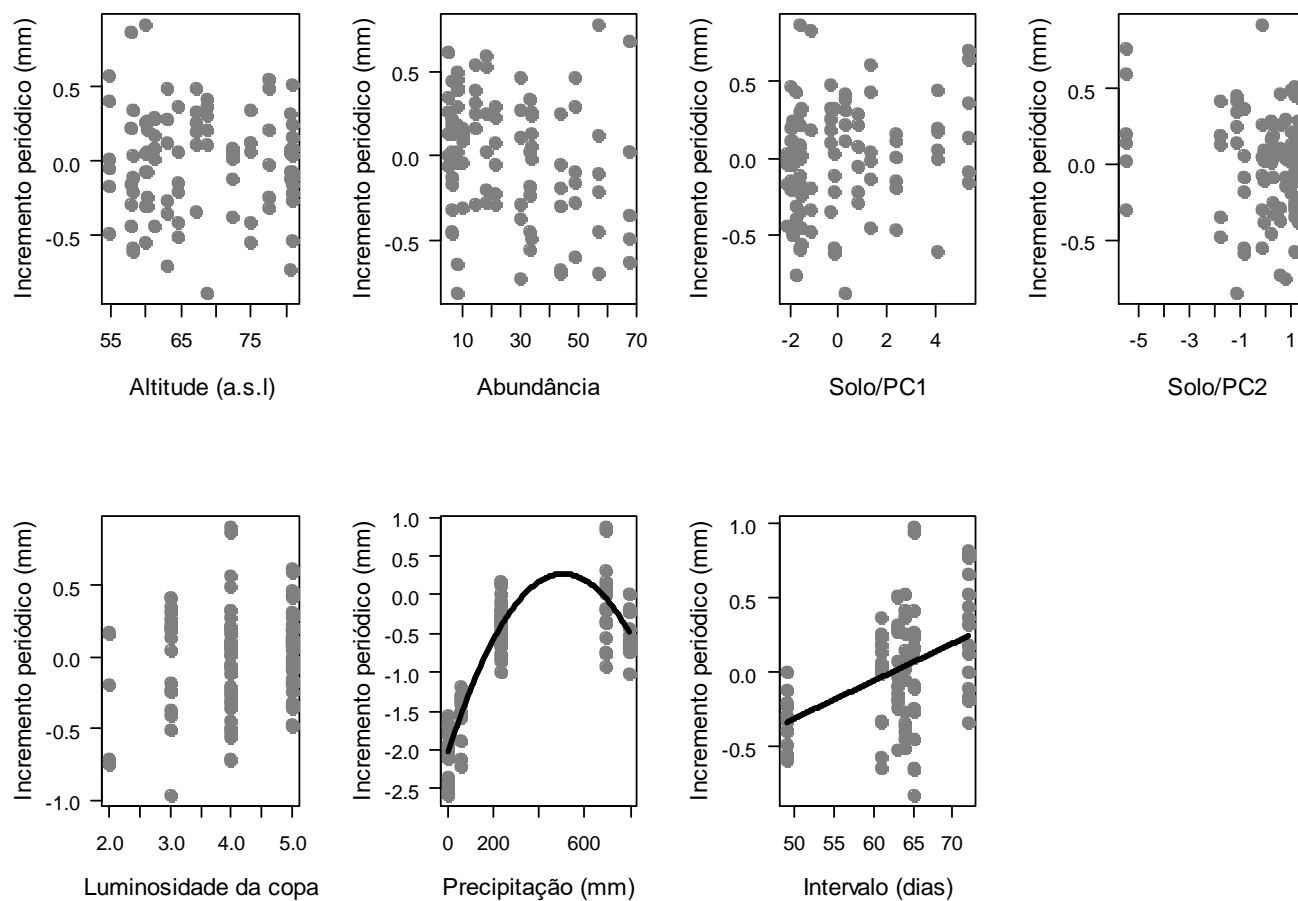 Incremento periódico (mm)
0.5
0.0
-0.5
55 65 75
Altitude (a.s.l)
Incremento periódico (mm)
0.5
0.0
-0.5
10 30 50 70
Abundância
Incremento periódico (mm)
0.5
0.0
-0.5
-2 0 2 4
Solo/PC1
Incremento periódico (mm)
0.5
0.0
-0.5
-5 -3 -1 1
Solo/PC2
Incremento periódico (mm)
0.5
0.0
-0.5
-1.0
2.0 3.0 4.0 5.0
Luminosidade da copa
Incremento periódico (mm)
1.0
0.5
0.0
-0.5
-1.0
-1.5
-2.0
-2.5
0 200 600
Precipitação (mm)
Incremento periódico (mm)
1.0
0.5
0.0
-0.5
50 55 60 65 70
Intervalo (dias)